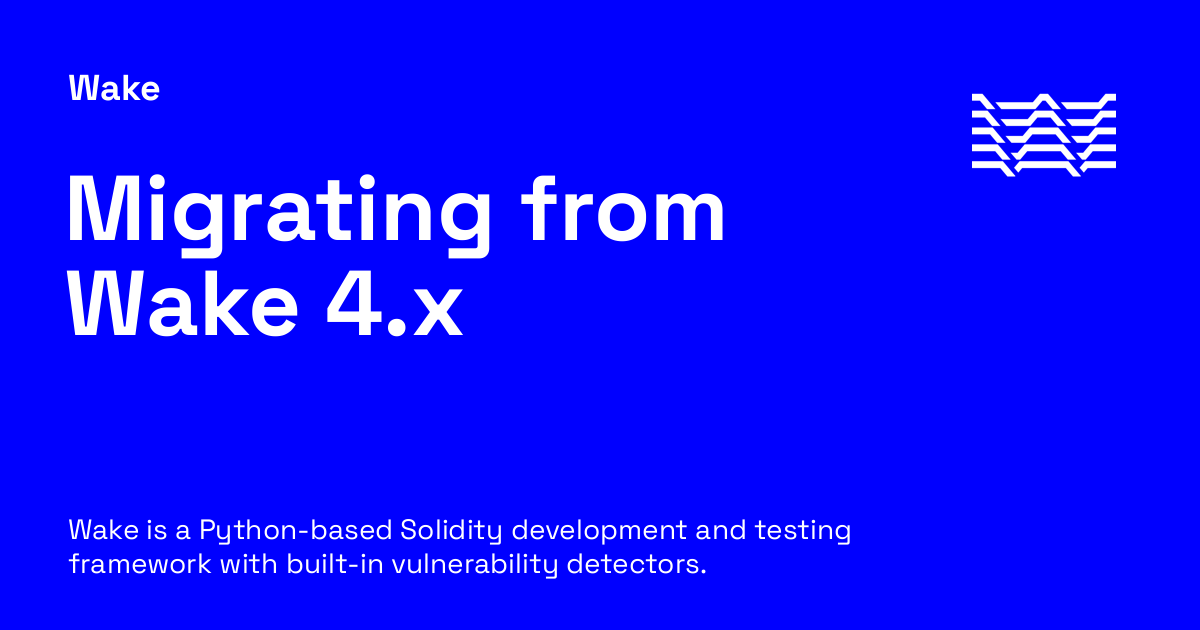 Wake
Migrating from
Wake 4.x
Wake is a Python-based Solidity development and testing
framework with built-in vulnerability detectors.